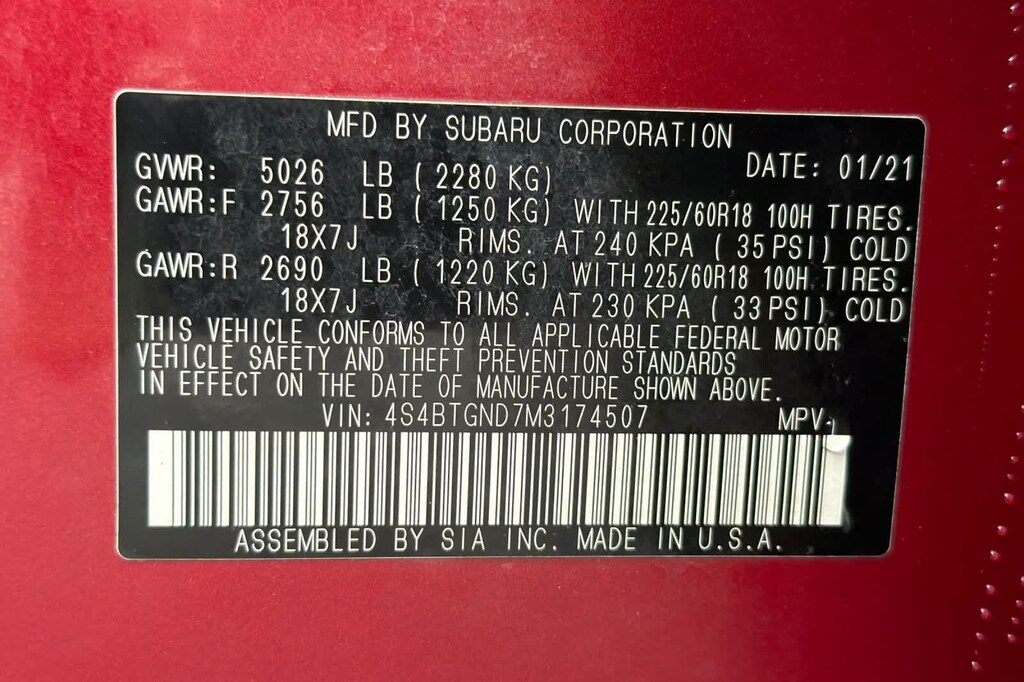 MFD BY SUBARU CORPORATION
GVWR: 5026 LB ( 2280 KG) DATE: 01/21
GAWR:F 2756 LB ( 1250 KG) WITH 225/60R18 100H TIRES.
18X7J RIMS. AT 240 KPA ( 35 PSI) COLD
GAWR:R 2690 LB ( 1220 KG) WITH 225/60R18 100H TIRES.
18X7J RIMS. AT 230 KPA ( 33 PSI) COLD
THIS VEHICLE CONFORMS TO ALL APPLICABLE FEDERAL MOTOR
VEHICLE SAFETY AND THEFT PREVENTION STANDARDS
IN EFFECT ON THE DATE OF MANUFACTURE SHOWN ABOVE.
VIN: 4S4BTGND7M3174507 MPV:
ASSEMBLED BY SIA INC. MADE IN U.S.A.